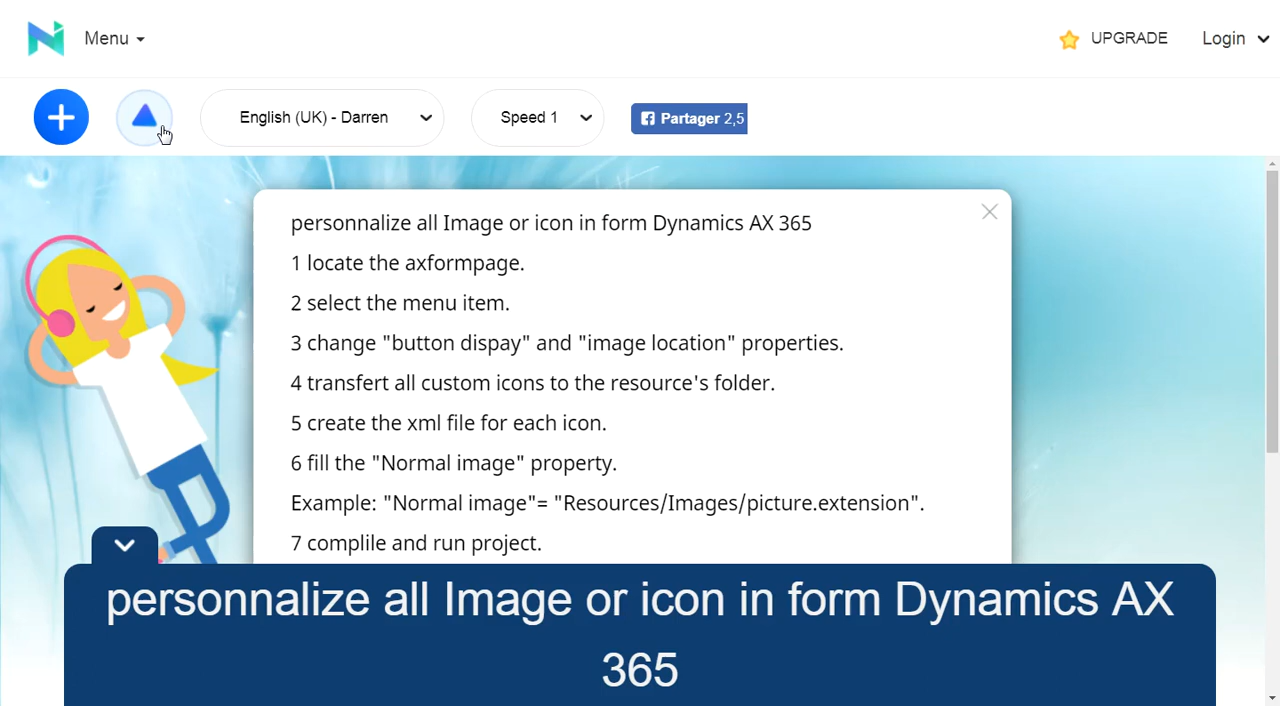 Menu
UPGRADE
Login
English (UK) - Darren
Speed 1
Partager 2,5
personnalize all Image or icon in form Dynamics AX 365
1 locate the axformpage.
2 select the menu item.
3 change "button dispay" and "image location" properties.
4 transfert all custom icons to the resource's folder.
5 create the xml file for each icon.
6 fill the "Normal image" property.
Example: "Normal image"= "Resources/Images/picture.extension".
7 complile and run project.
personnalize all Image or icon in form Dynamics AX
365